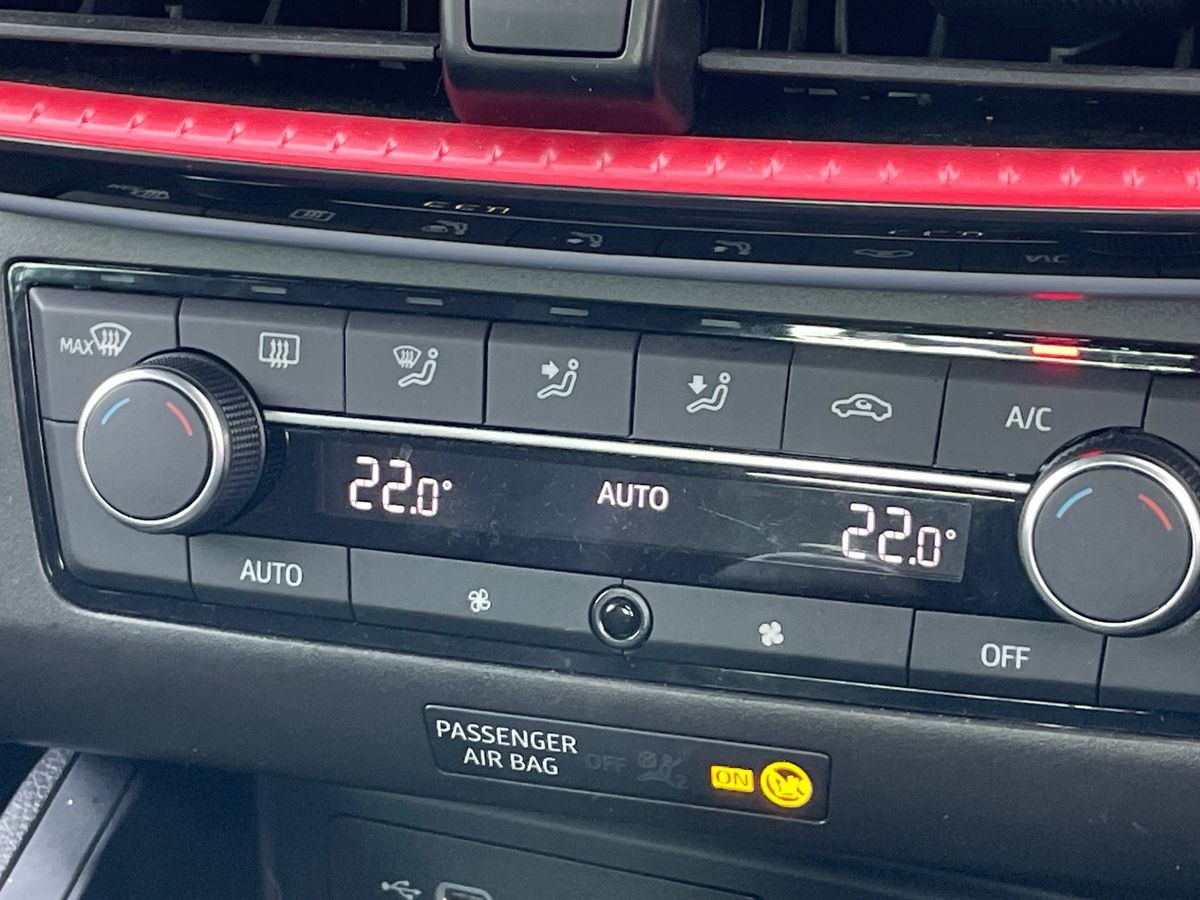 MAX
A/C
22.0°
AUTO
22.0°
AUTO
OFF
PASSENGER
AIR BAG
OFF
ON